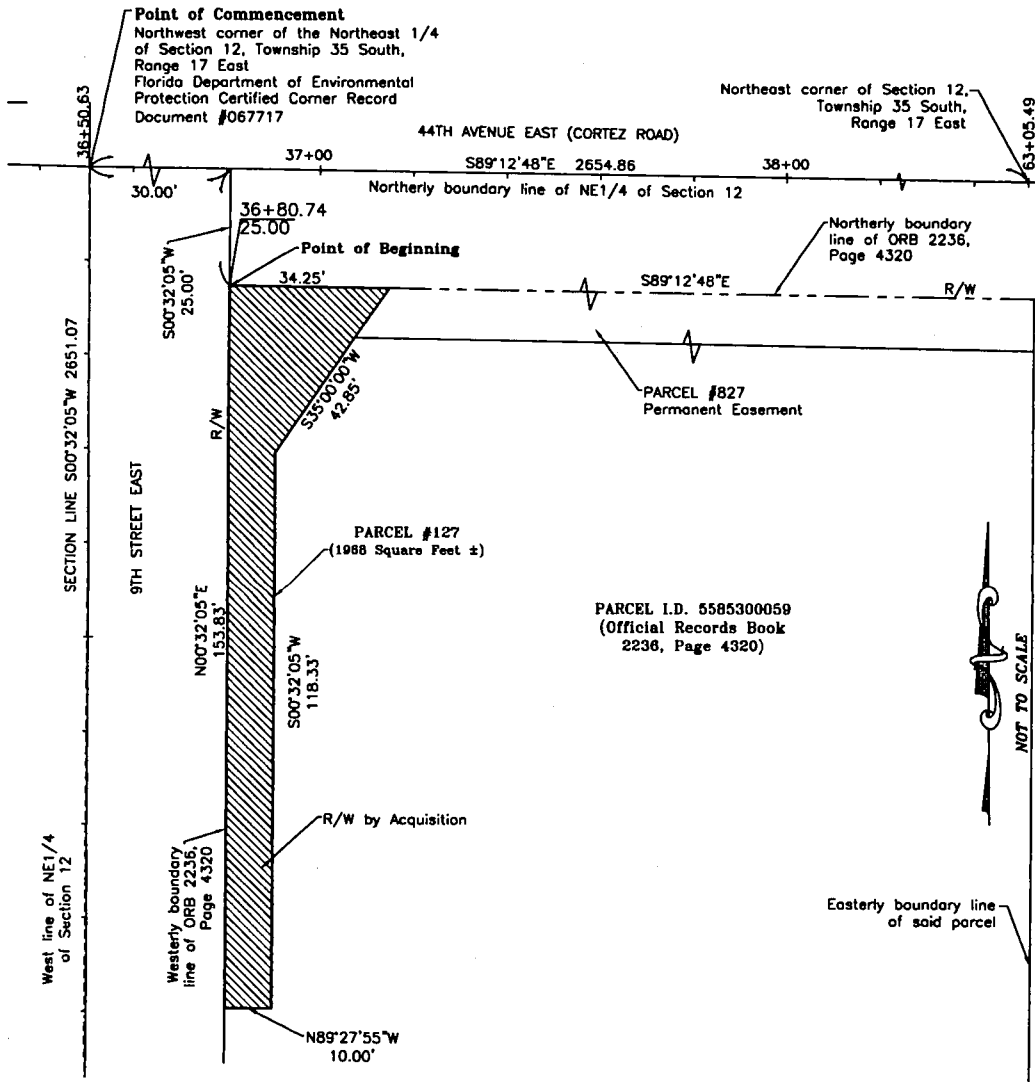 Point of Commencement
Northwest corner of the Northeast 1/4
of Section 12, Township 35 South,
Range 17 East
Florida Department of Environmental
Protection Certified Corner Record
Document #067717
36+50.63
Northeast corner of Section 12,
Township 35 South,
Range 17 East
63+05.49
44TH AVENUE EAST (CORTEZ ROAD)
37+00
S89°12'48"E 2654.86
38+00
30.00'
Northerly boundary line of NE1/4 of Section 12
36+80.74
25.00
Northerly boundary
line of ORB 2236,
Page 4320
S00°32'05"W
25.00'
Point of Beginning
34.25'
S89°12'48"E
R/W
SECTION LINE S00°32'05"W 2651.07
R/W
S35°00'00"W
42.85'
PARCEL #827
Permanent Easement
9TH STREET EAST
PARCEL #127
(1988 Square Feet ±)
N00°32'05"E
153.83'
S00°32'05"W
118.33'
PARCEL I.D. 5585300059
(Official Records Book
2236, Page 4320)
NOT TO SCALE
R/W by Acquisition
West line of NE1/4
of Section 12
Westerly boundary
line of ORB 2236,
Page 4320
Easterly boundary line
of said parcel
N89°27'55"W
10.00'